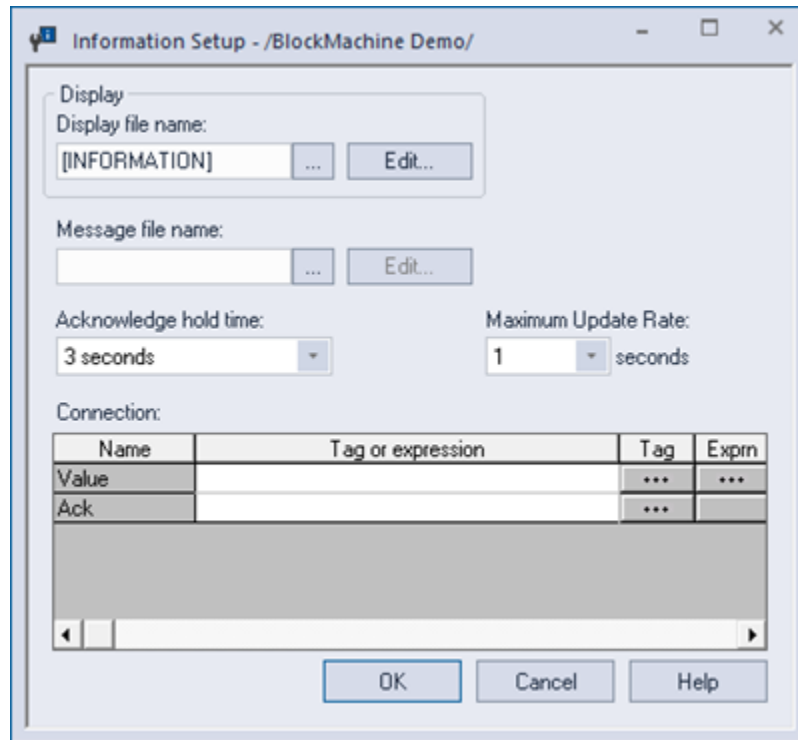 Information Setup - /BlockMachine Demo/
Display
Display file name:
[INFORMATION] ... Edit...
Message file name:
... Edit...
Acknowledge hold time: Maximum Update Rate:
3 seconds 1 seconds
Connection:
Name Tag or expression Tag Exprn
Value ... ...
Ack ...
OK Cancel Help